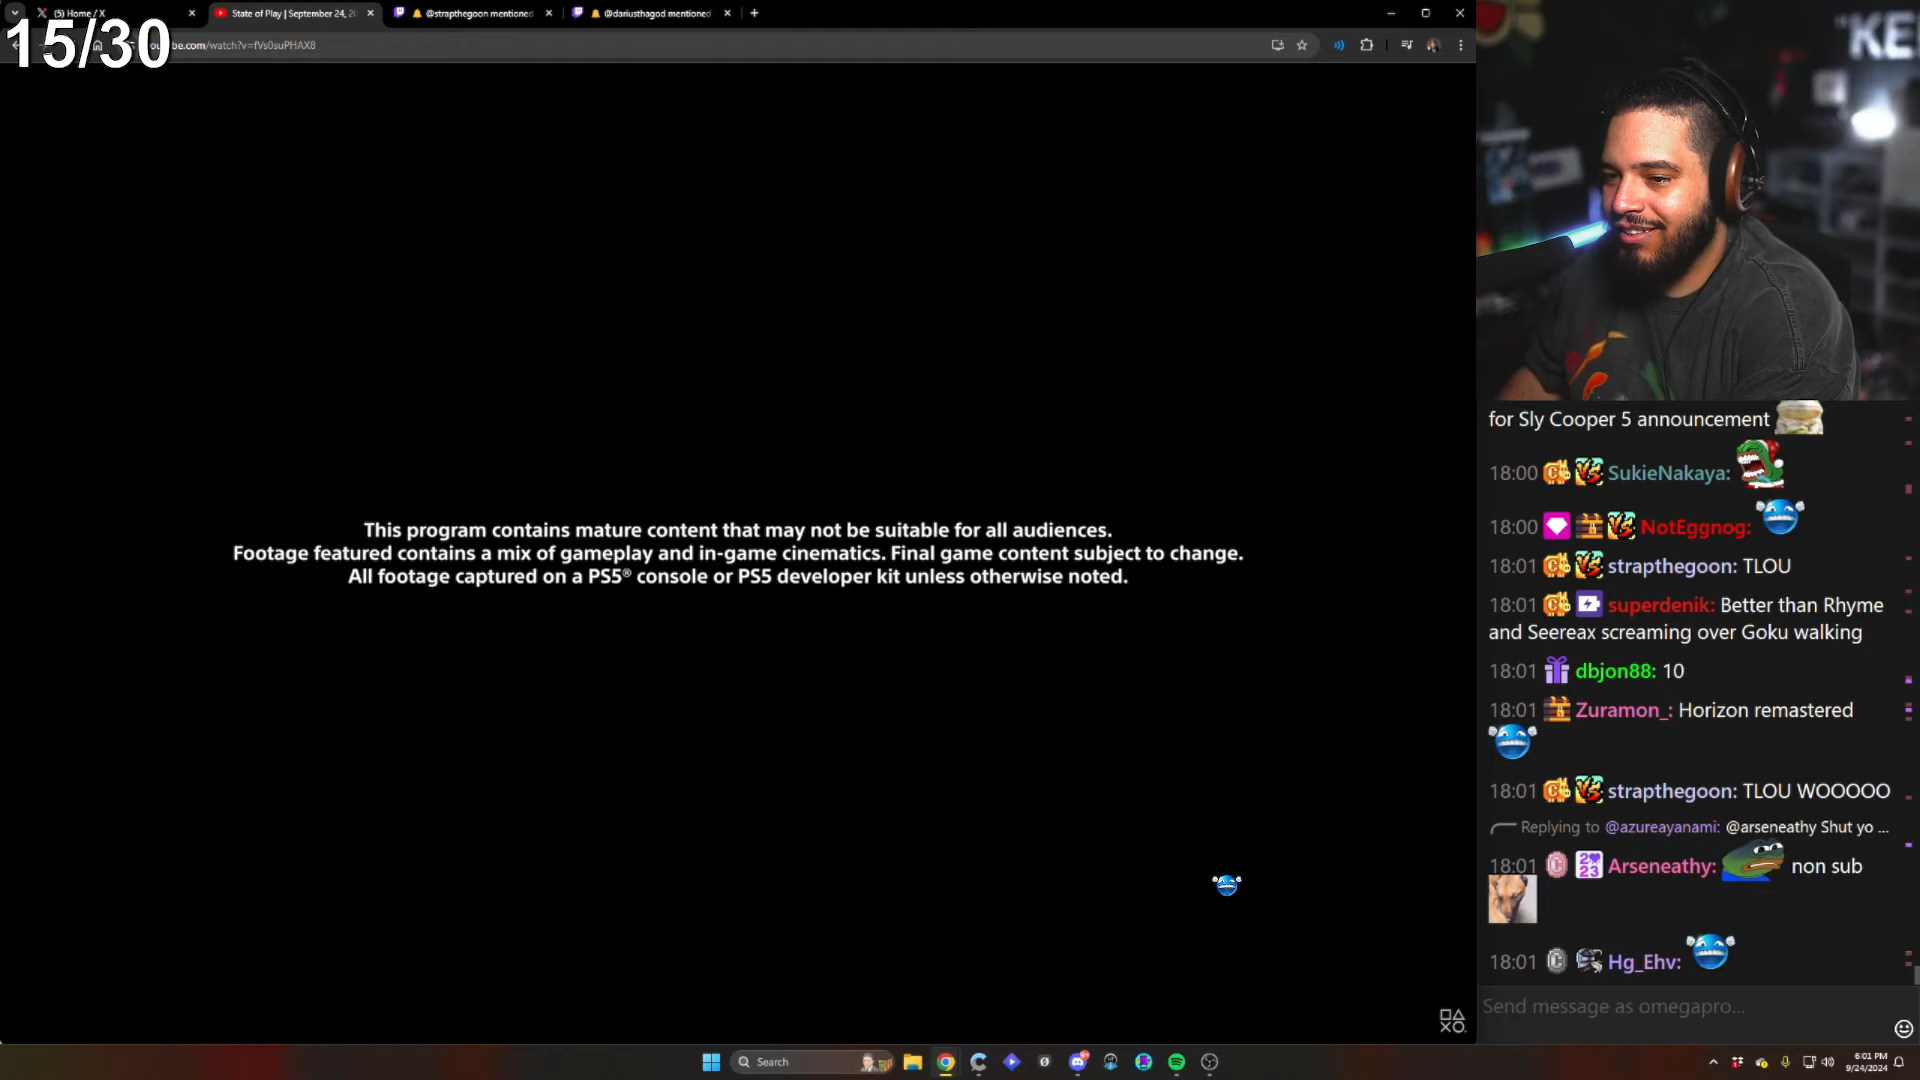 15/30
(5) Home / X
State of Play | September 24, 20
@strapthegoon mentioned
@dariusthagod mentioned
be.com/watch?v=fVs0suPHAX8
"KE
This program contains mature content that may not be suitable for all audiences.
Footage featured contains a mix of gameplay and in-game cinematics. Final game content subject to change.
All footage captured on a PS5® console or PS5 developer kit unless otherwise noted.
for Sly Cooper 5 announcement
18:00 SukieNakaya:
18:00 NotEggnog:
18:01 strapthegoon: TLOU
18:01 superdenik: Better than Rhyme
and Seereax screaming over Goku walking
18:01 dbjon88: 10
18:01 Zuramon_: Horizon remastered
18:01 strapthegoon: TLOU WOOOOO
Replying to @azureayanami: @arseneathy Shut yo ...
18:01 Arseneathy: non sub
18:01 Hg_Ehv:
Send message as omegapro...
Search
6:01 PM
9/24/2024